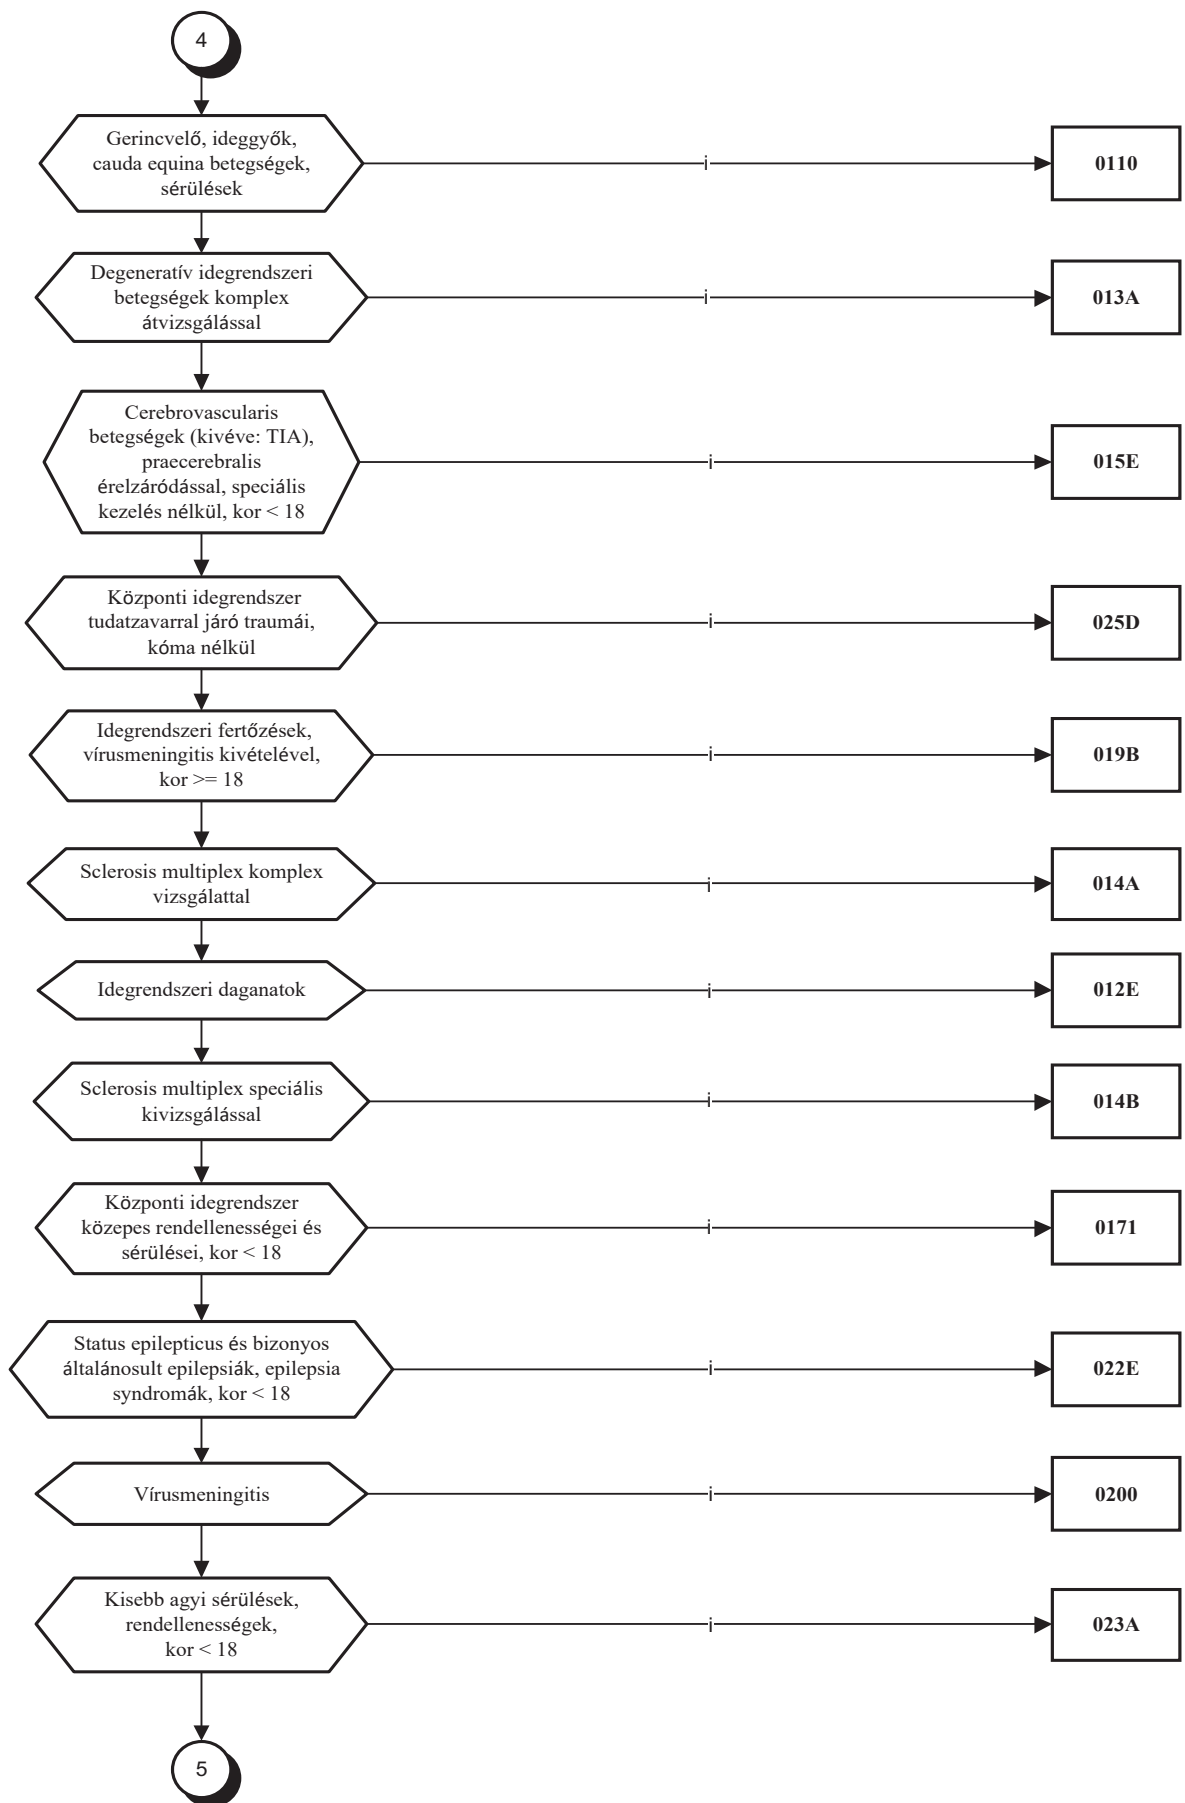 4
Gerincvelő, ideggyők,
cauda equina betegségek,
sérülések
i
0110
Degeneratív idegrendszeri
betegségek komplex
átvizsgálással
i
013A
Cerebrovascularis
betegségek (kivéve: TIA),
praecerebralis
érelzáródással, speciális
kezelés nélkül, kor < 18
i
015E
Központi idegrendszer
tudatzavarral járó traumái,
kóma nélkül
i
025D
Idegrendszeri fertőzések,
vírusmeningitis kivételével,
kor >= 18
i
019B
Sclerosis multiplex komplex
vizsgálattal
i
014A
Idegrendszeri daganatok
i
012E
Sclerosis multiplex speciális
kivizsgálással
i
014B
Központi idegrendszer
közepes rendellenességei és
sérülései, kor < 18
i
0171
Status epilepticus és bizonyos
általánosult epilepsiák, epilepsia
syndromák, kor < 18
i
022E
Vírusmeningitis
i
0200
Kisebb agyi sérülések,
rendellenességek,
kor < 18
i
023A
5